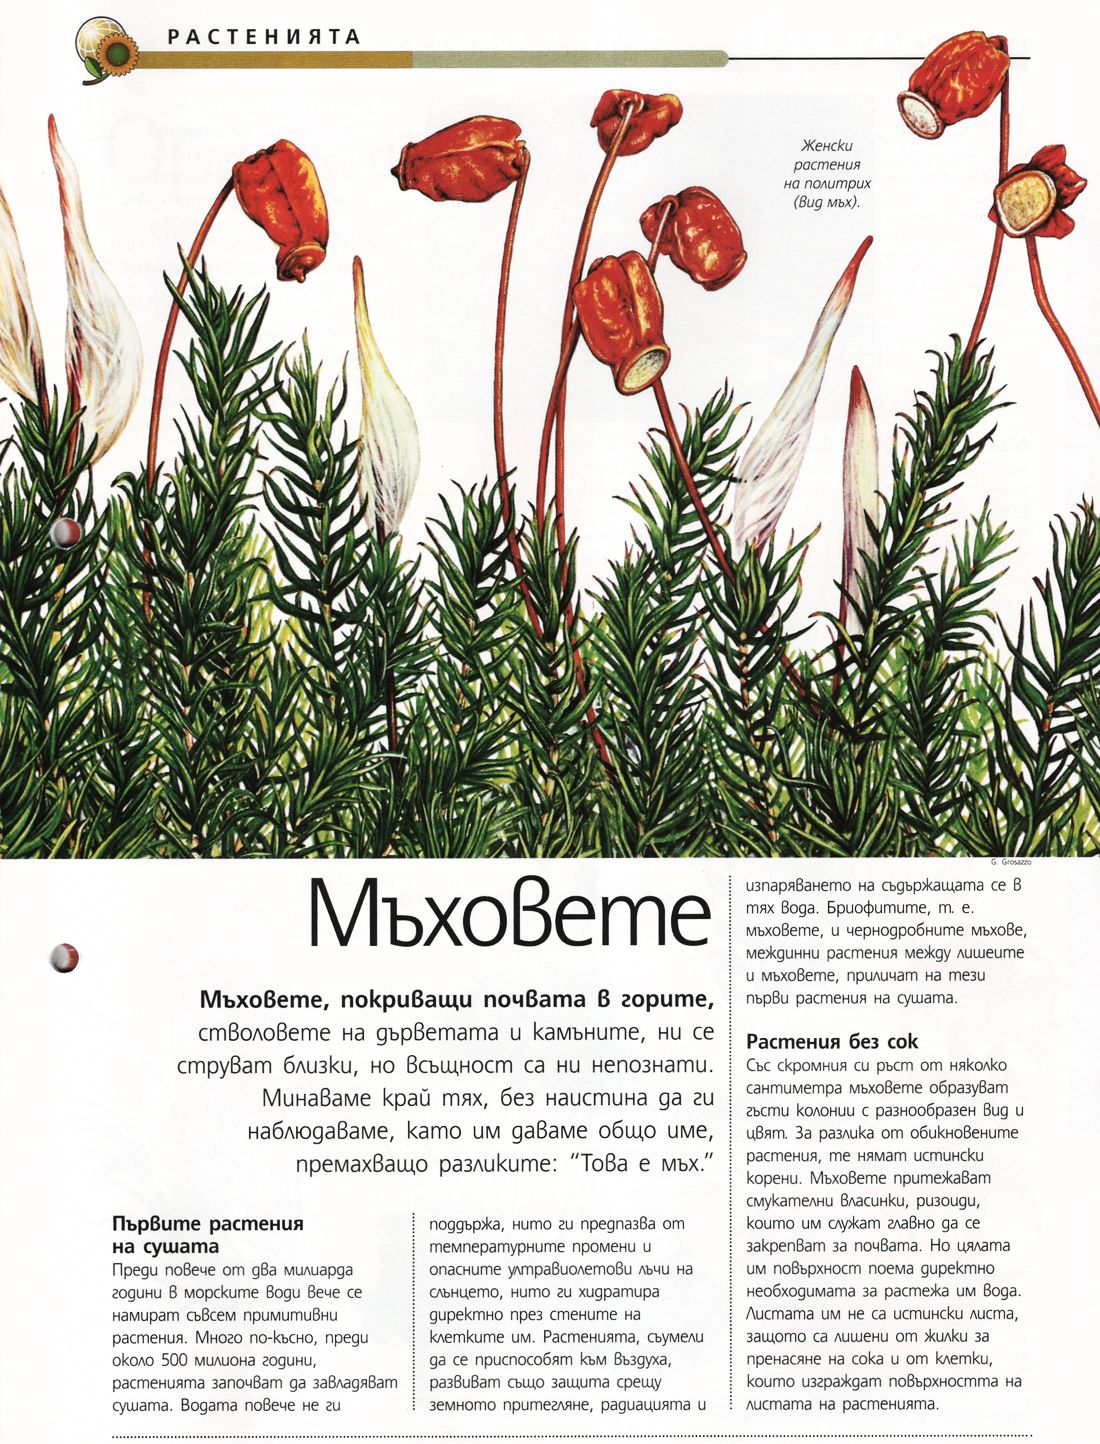 РАСТЕНИЯТА
Женски
растения
на политрих
(вид мъх).
G. Grosazzo
Мъховете
Мъховете, покриващи почвата в горите,
стволовете на дърветата и камъните, ни се
струват близки, но всъщност са ни непознати.
Минаваме край тях, без наистина да ги
наблюдаваме, като им даваме общо име,
премахващо разликите: “Това е мъх.”
Първите растения
на сушата
Преди повече от два милиарда
години в морските води вече се
намират съвсем примитивни
растения. Много по-късно, преди
около 500 милиона години,
растенията започват да завладяват
сушата. Водата повече не ги
поддържа, нито ги предпазва от
температурните промени и
опасните ултравиолетови лъчи на
слънцето, нито ги хидратира
директно през стените на
клетките им. Растенията, съумели
да се приспособят към въздуха,
развиват също защита срещу
земното притегляне, радиацията и
изпаряването на съдържащата се в
тях вода. Бриофитите, т. е.
мъховете, и чернодробните мъхове,
междинни растения между лишеите
и мъховете, приличат на тези
първи растения на сушата.
Растения без сок
Със скромния си ръст от няколко
сантиметра мъховете образуват
гъсти колонии с разнообразен вид и
цвят. За разлика от обикновените
растения, те нямат истински
корени. Мъховете притежават
смукателни власинки, ризоиди,
които им служат главно да се
закрепват за почвата. Но цялата
им повърхност поема директно
необходимата за растежа им вода.
Листата им не са истински листа,
защото са лишени от жилки за
пренасяне на сока и от клетки,
които изграждат повърхността на
листата на растенията.